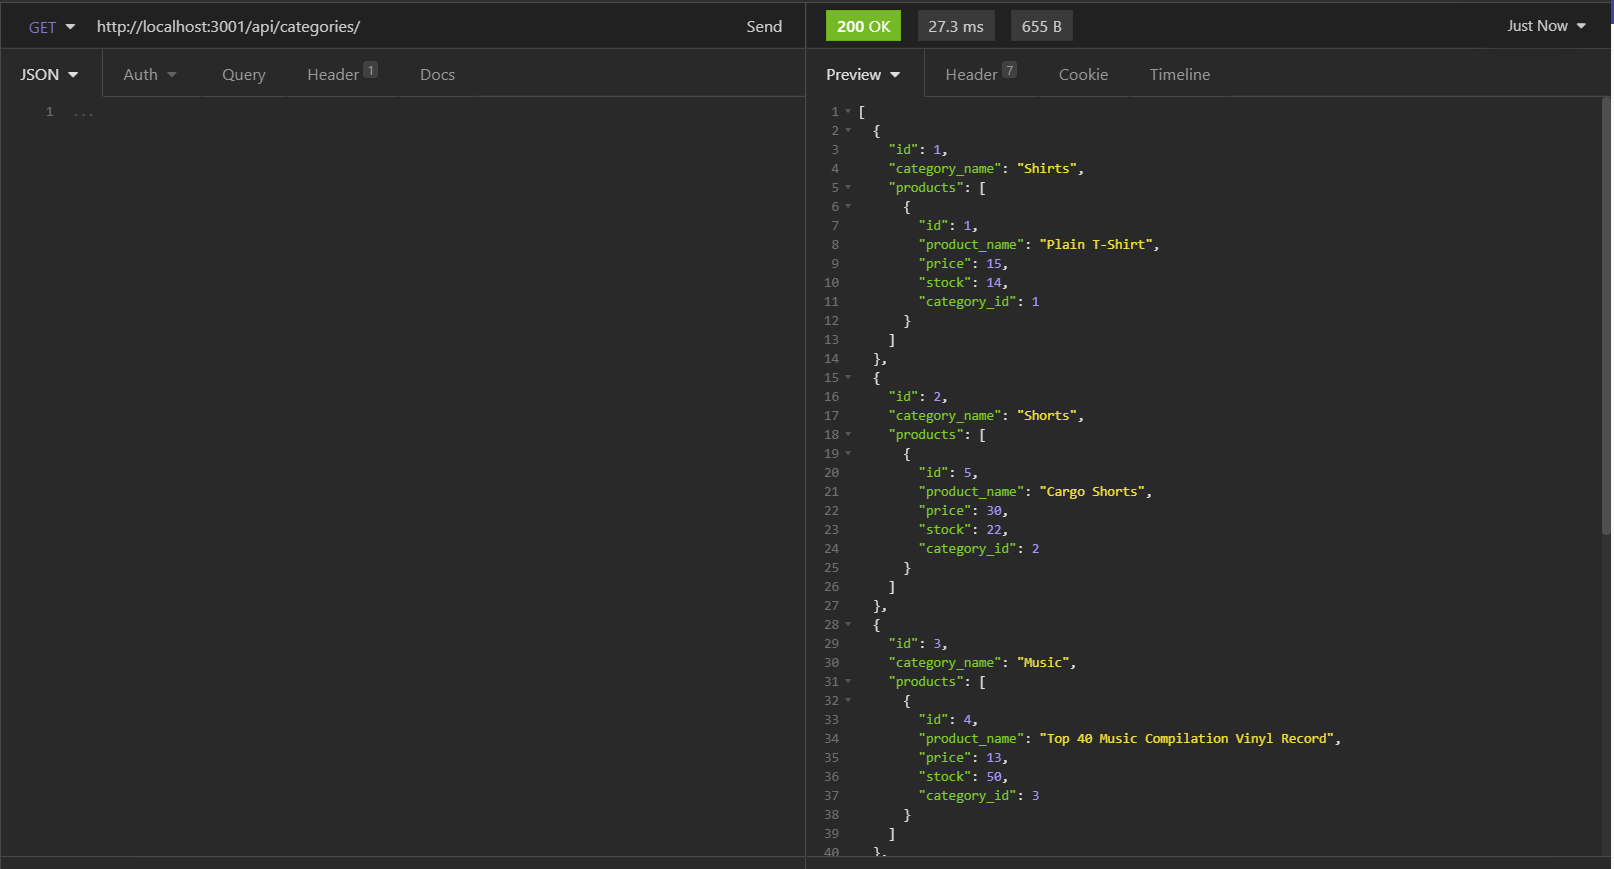 GET http://localhost:3001/api/categories/ Send
200 OK 27.3 ms 655 B Just Now
JSON Auth Query Header 1 Docs
Preview Header 7 Cookie Timeline
1 ...
1 [
2 {
3 "id": 1,
4 "category_name": "Shirts",
5 "products": [
6 {
7 "id": 1,
8 "product_name": "Plain T-Shirt",
9 "price": 15,
10 "stock": 14,
11 "category_id": 1
12 }
13 ]
14 },
15 {
16 "id": 2,
17 "category_name": "Shorts",
18 "products": [
19 {
20 "id": 5,
21 "product_name": "Cargo Shorts",
22 "price": 30,
23 "stock": 22,
24 "category_id": 2
25 }
26 ]
27 },
28 {
29 "id": 3,
30 "category_name": "Music",
31 "products": [
32 {
33 "id": 4,
34 "product_name": "Top 40 Music Compilation Vinyl Record",
35 "price": 13,
36 "stock": 50,
37 "category_id": 3
38 }
39 ]
40 },